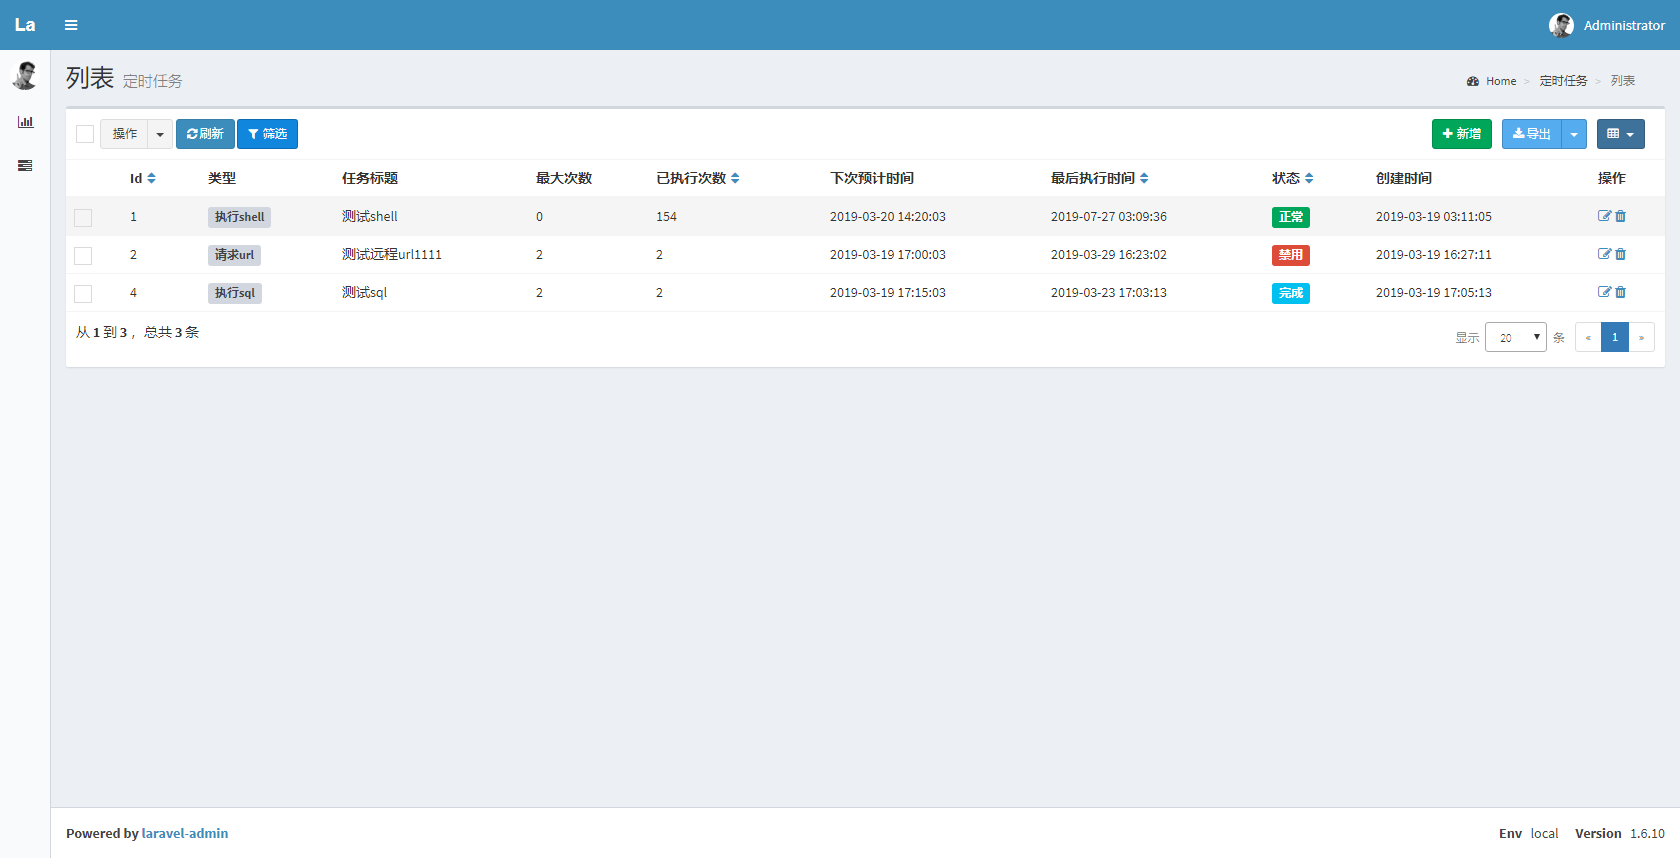 La Administrator
列表 定时任务 Home > 定时任务 > 列表
操作 刷新 筛选 新增 导出
Id 类型 任务标题 最大次数 已执行次数 下次预计时间 最后执行时间 状态 创建时间 操作
1 执行shell 测试shell 0 154 2019-03-20 14:20:03 2019-07-27 03:09:36 正常 2019-03-19 03:11:05
2 请求url 测试远程url1111 2 2 2019-03-19 17:00:03 2019-03-29 16:23:02 禁用 2019-03-19 16:27:11
4 执行sql 测试sql 2 2 2019-03-19 17:15:03 2019-03-23 17:03:13 完成 2019-03-19 17:05:13
从 1 到 3 ，总共 3 条 显示 20 条 « 1 »
Powered by laravel-admin Env local Version 1.6.10